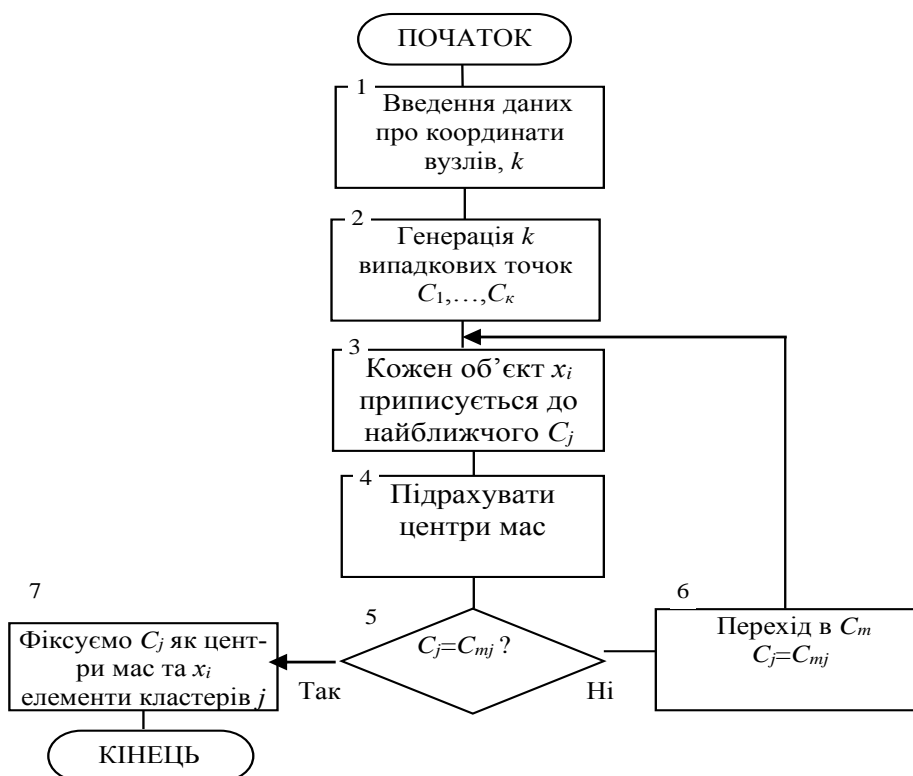 ПОЧАТОК
1
Введення даних
про координати
вузлів, k
2
Генерація k
випадкових точок
C₁,…,Cₖ
3
Кожен об’єкт xᵢ
приписується до
найближчого Cⱼ
4
Підрахувати
центри мас
5
Cⱼ=Cₘⱼ ?
Так
Ні
6
Перехід в Cₘ
Cⱼ=Cₘⱼ
7
Фіксуємо Cⱼ як цент-
ри мас та xᵢ
елементи кластерів j
КІНЕЦЬ